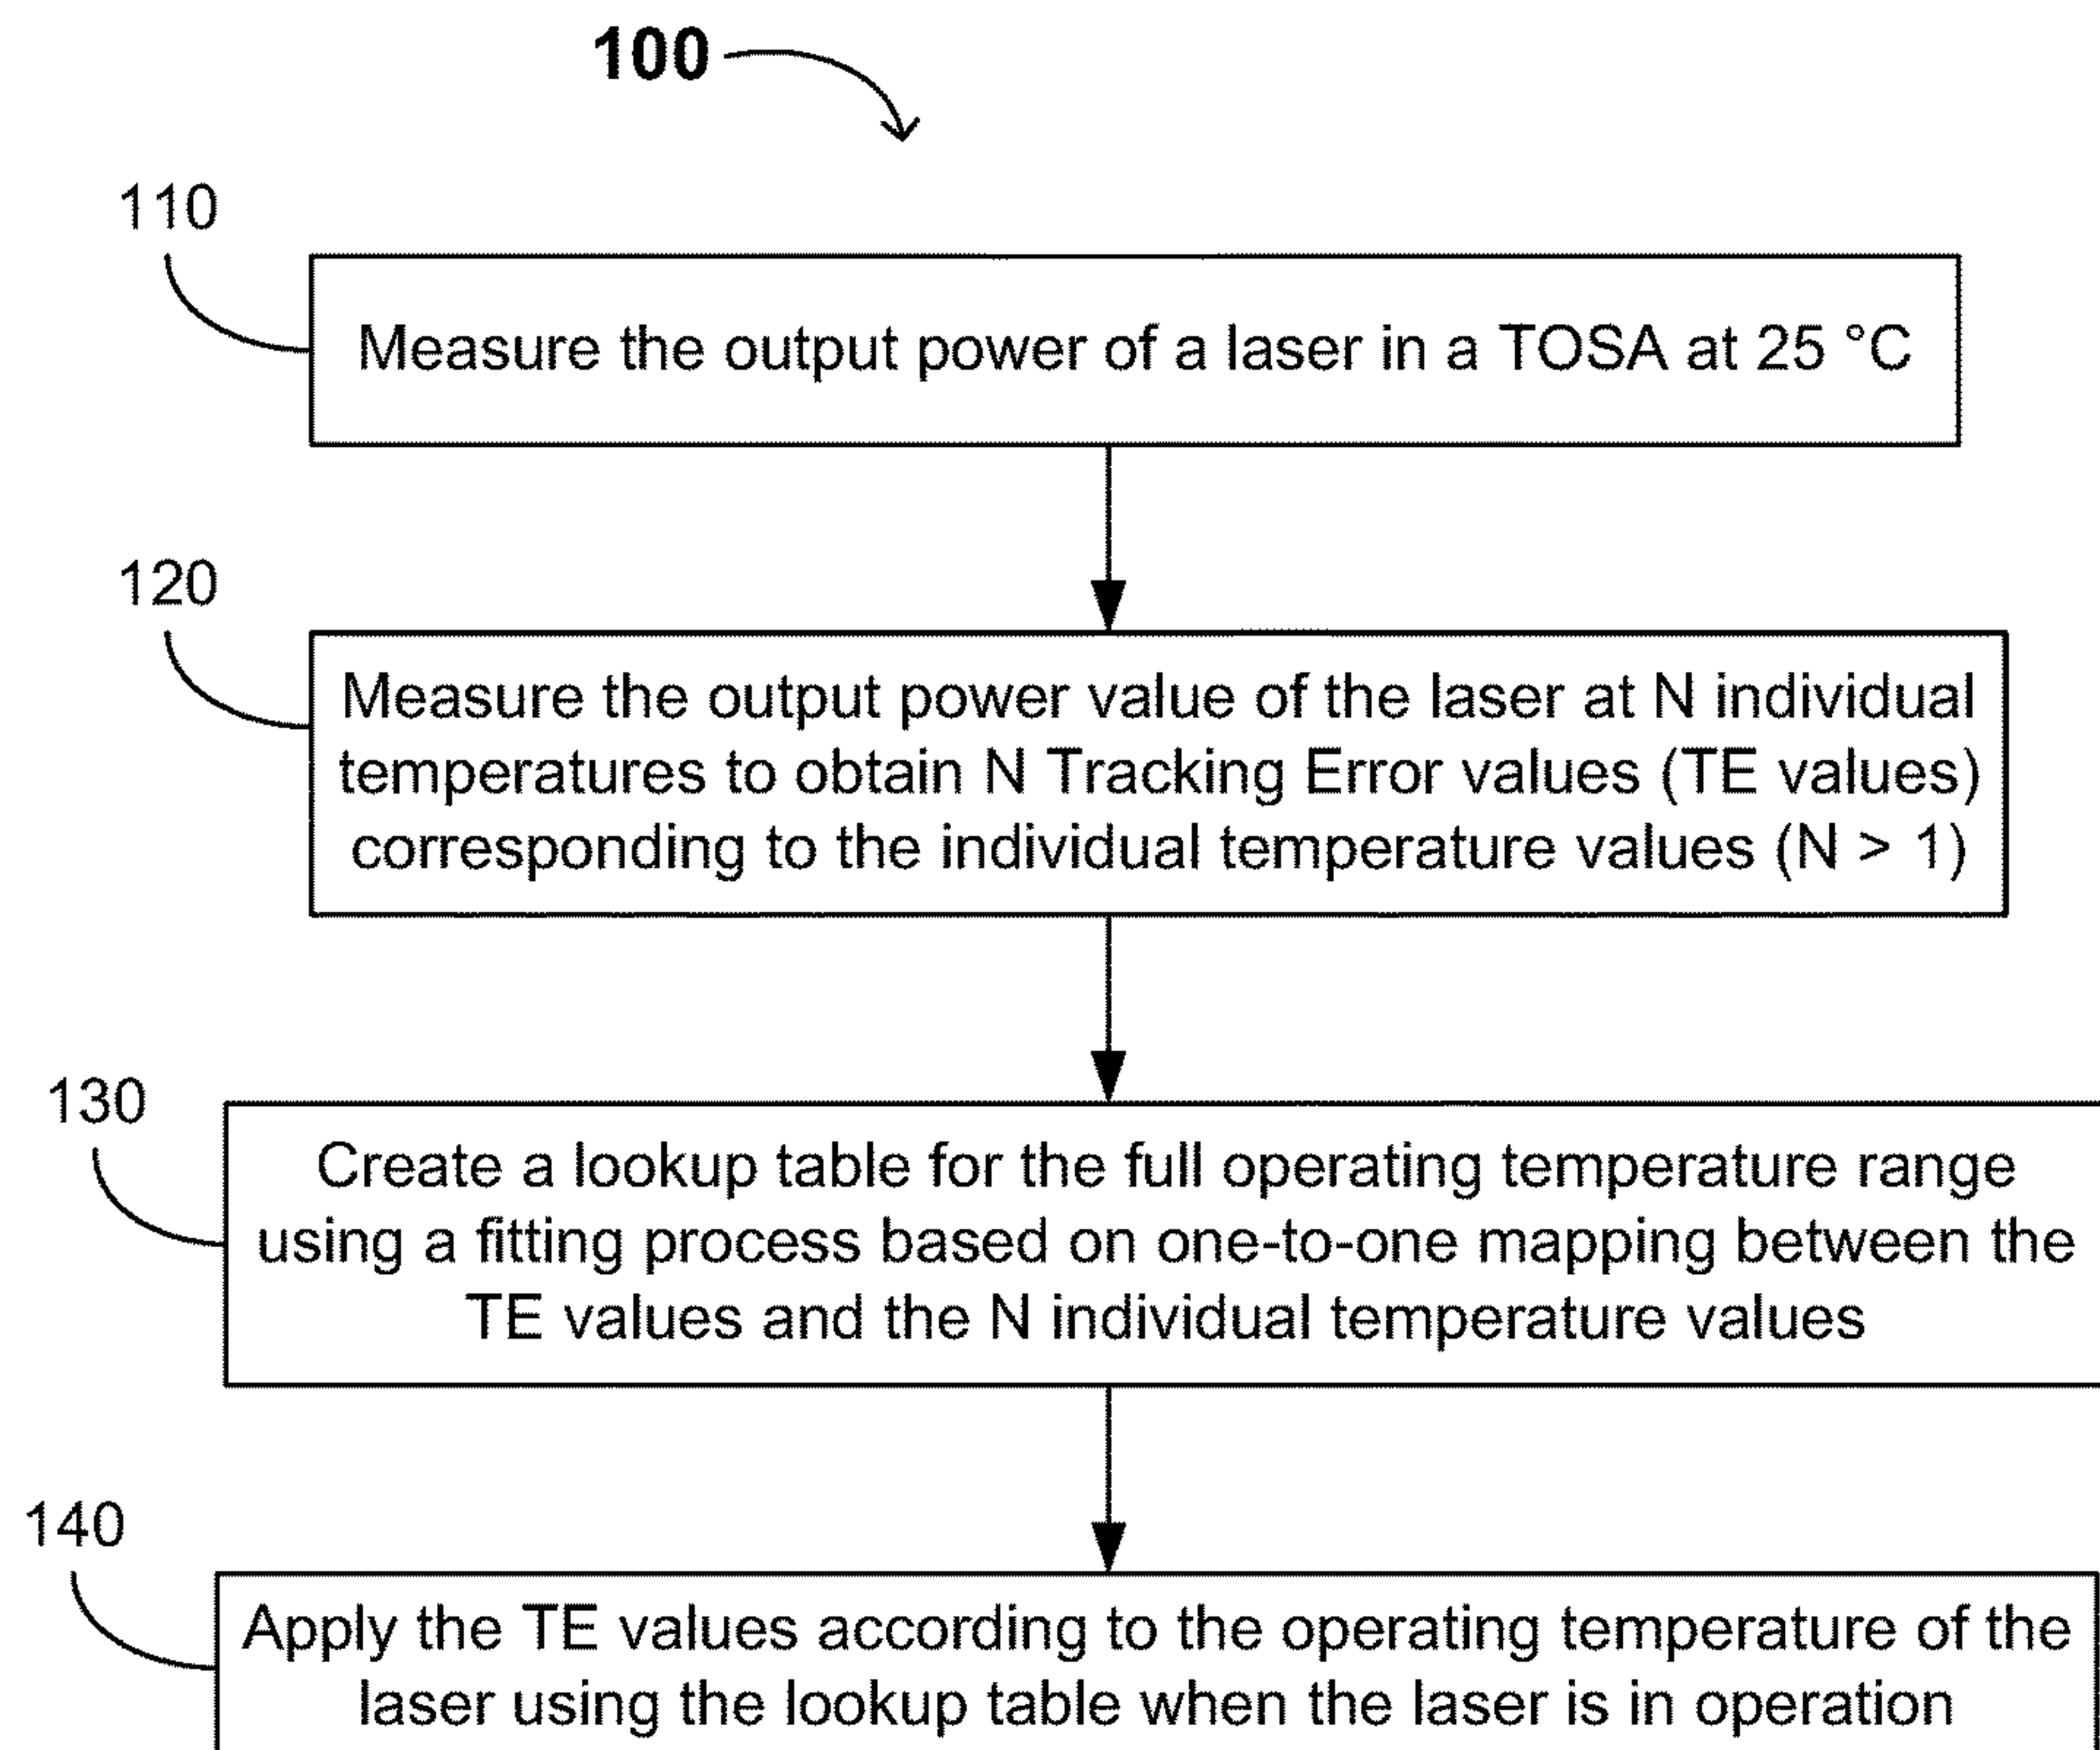 100
110
Measure the output power of a laser in a TOSA at 25 °C
120
Measure the output power value of the laser at N individual
temperatures to obtain N Tracking Error values (TE values)
corresponding to the individual temperature values (N > 1)
130
Create a lookup table for the full operating temperature range
using a fitting process based on one-to-one mapping between the
TE values and the N individual temperature values
140
Apply the TE values according to the operating temperature of the
laser using the lookup table when the laser is in operation